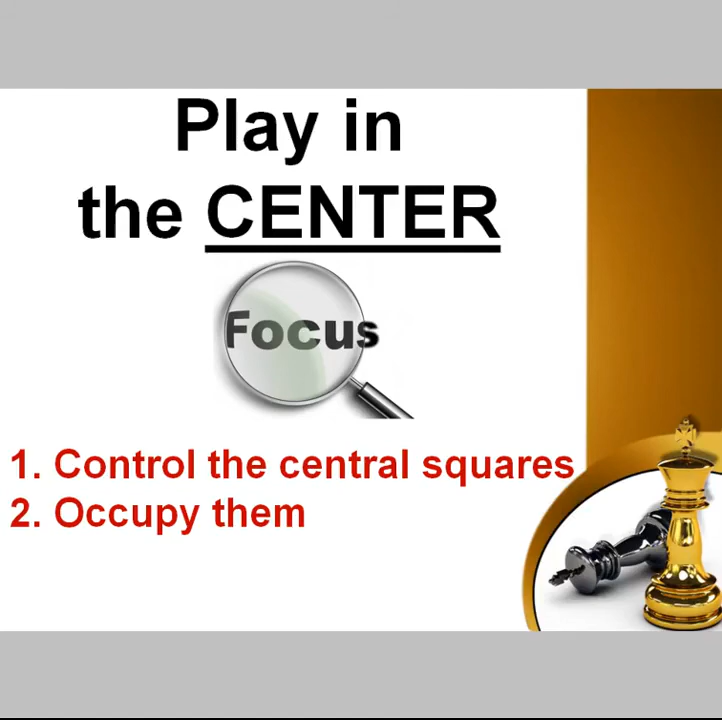 Play in
the CENTER
Focus
1. Control the central squares
2. Occupy them